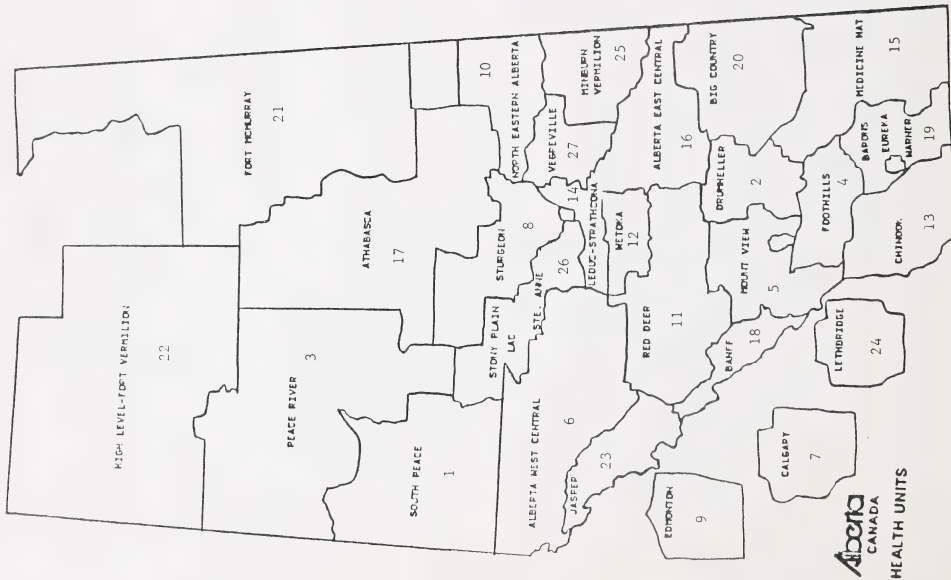 HIGH LEVEL-FORT VERMILION
22
FORT MCMURRAY
21
PEACE RIVER
3
ATHABASCA
17
SOUTH PEACE
1
10
NORTH EASTERN ALBERTA
STURGEON
8
STONY PLAIN
LAC
STE. ANNE
26
VEGREVILLE
27
MINBURN
VERMILION
25
14
LEDUC-STRATHCONA
ALBERTA WEST CENTRAL
6
WETOKA
12
ALBERTA EAST CENTRAL
16
JASPER
23
RED DEER
11
BIG COUNTRY
20
DRUMHELLER
2
MOUNT VIEW
5
BANFF
18
EDMONTON
9
FOOTHILLS
4
MEDICINE HAT
15
BARONS
EUREKA
WARNER
19
CHINOOK
13
CALGARY
7
LETHBRIDGE
24
Alberta
CANADA
HEALTH UNITS